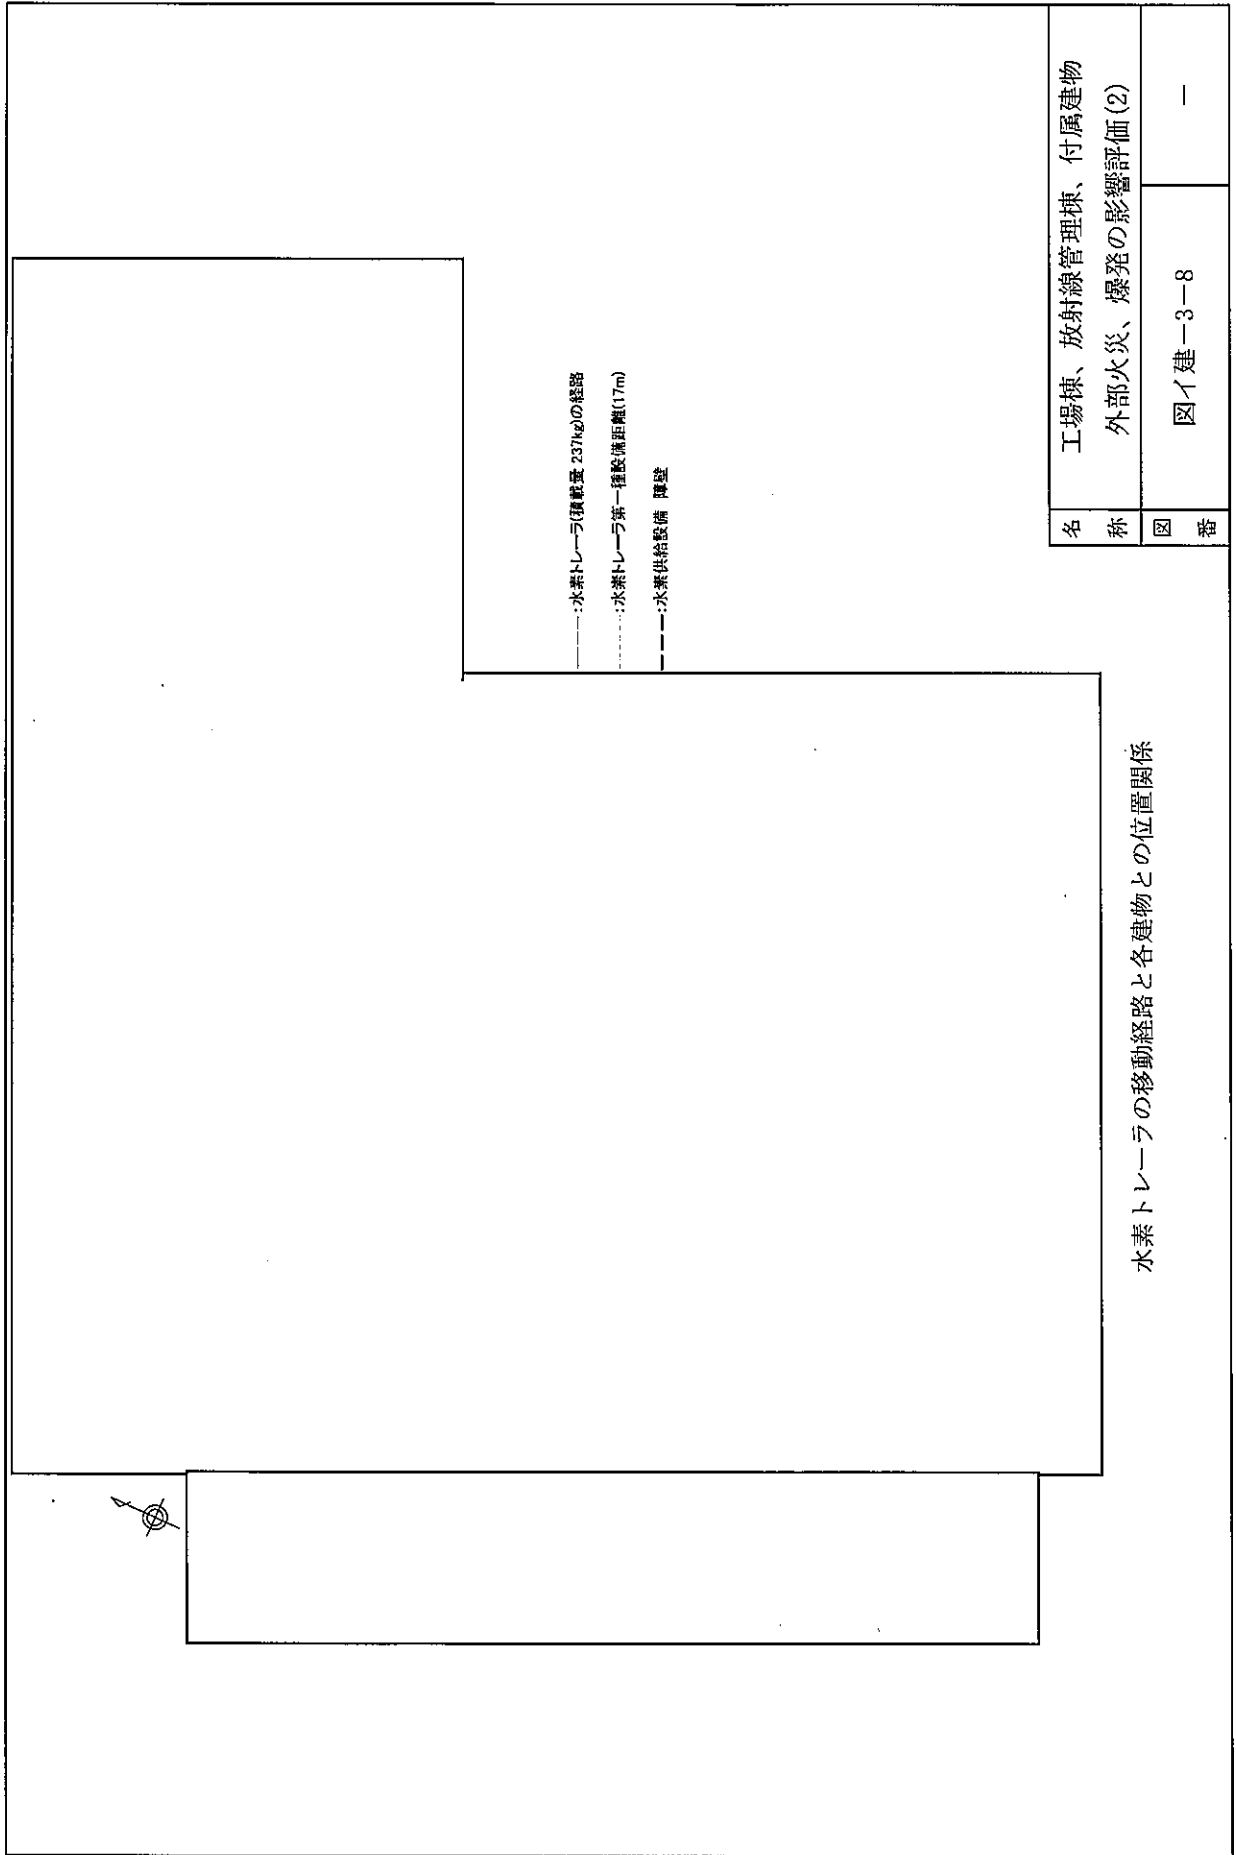 :水素トレーラ(積載量 237kg)の経路
:水素トレーラ第一種設備距離(17m)
:水素供給設備 障壁
水素トレーラの移動経路と各建物との位置関係
名称
工場棟、放射線管理棟、付属建物
外部火災、爆発の影響評価(2)
図番
図イ建-3-8
-